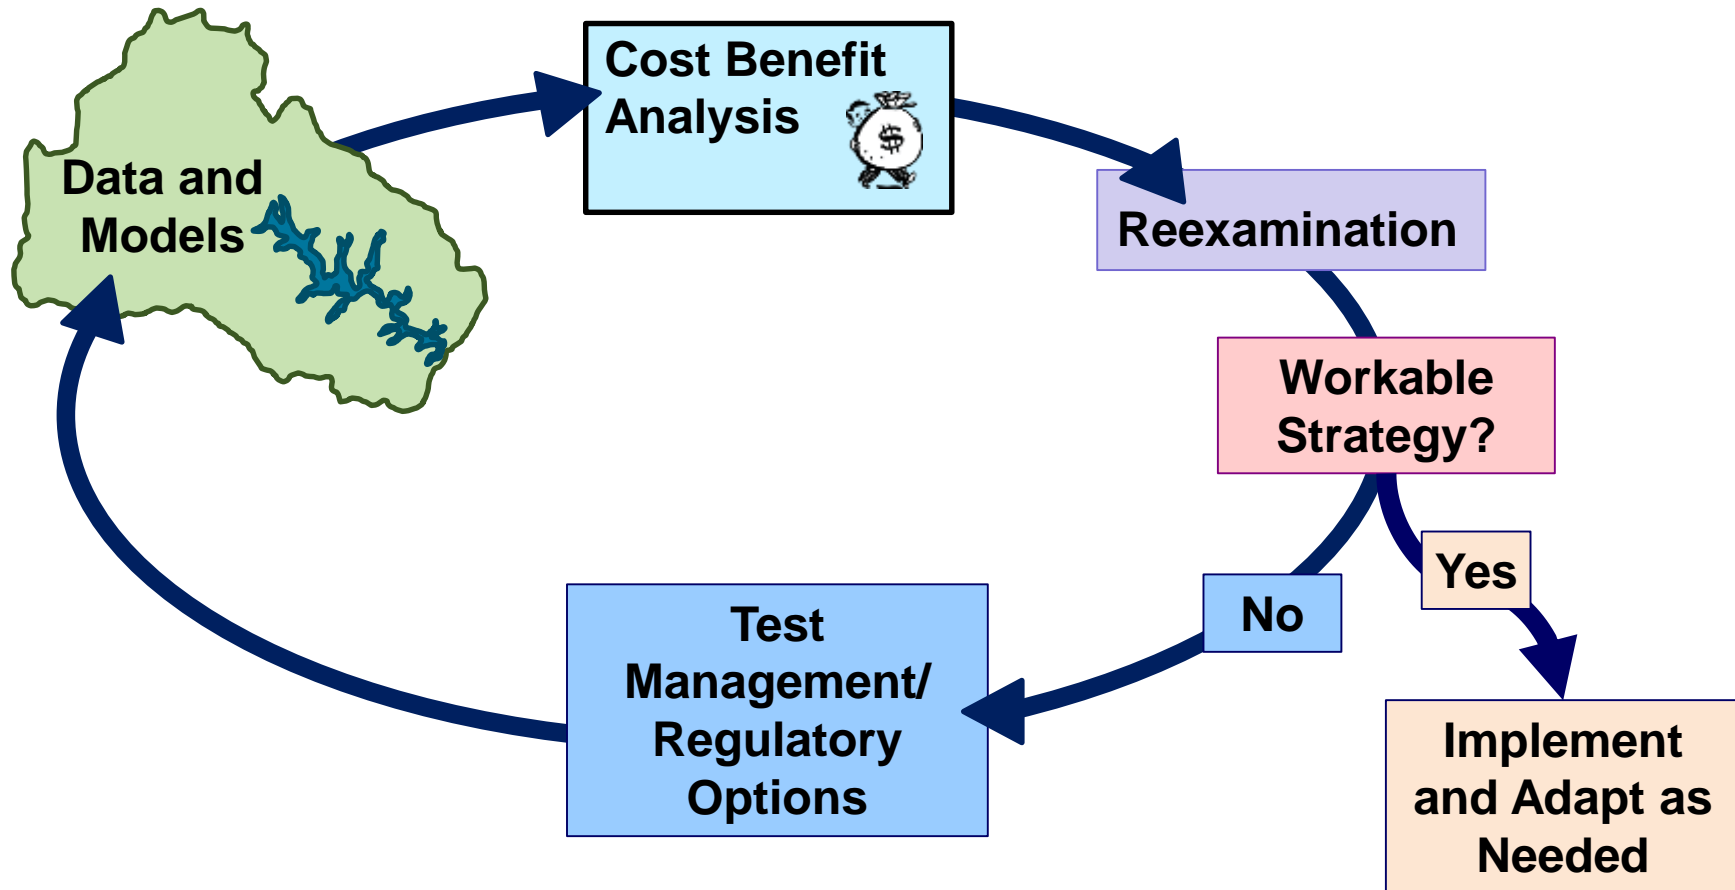 Data and
Models
Cost Benefit
Analysis
$
Reexamination
Workable
Strategy?
Yes
No
Test
Management/
Regulatory
Options
Implement
and Adapt as
Needed